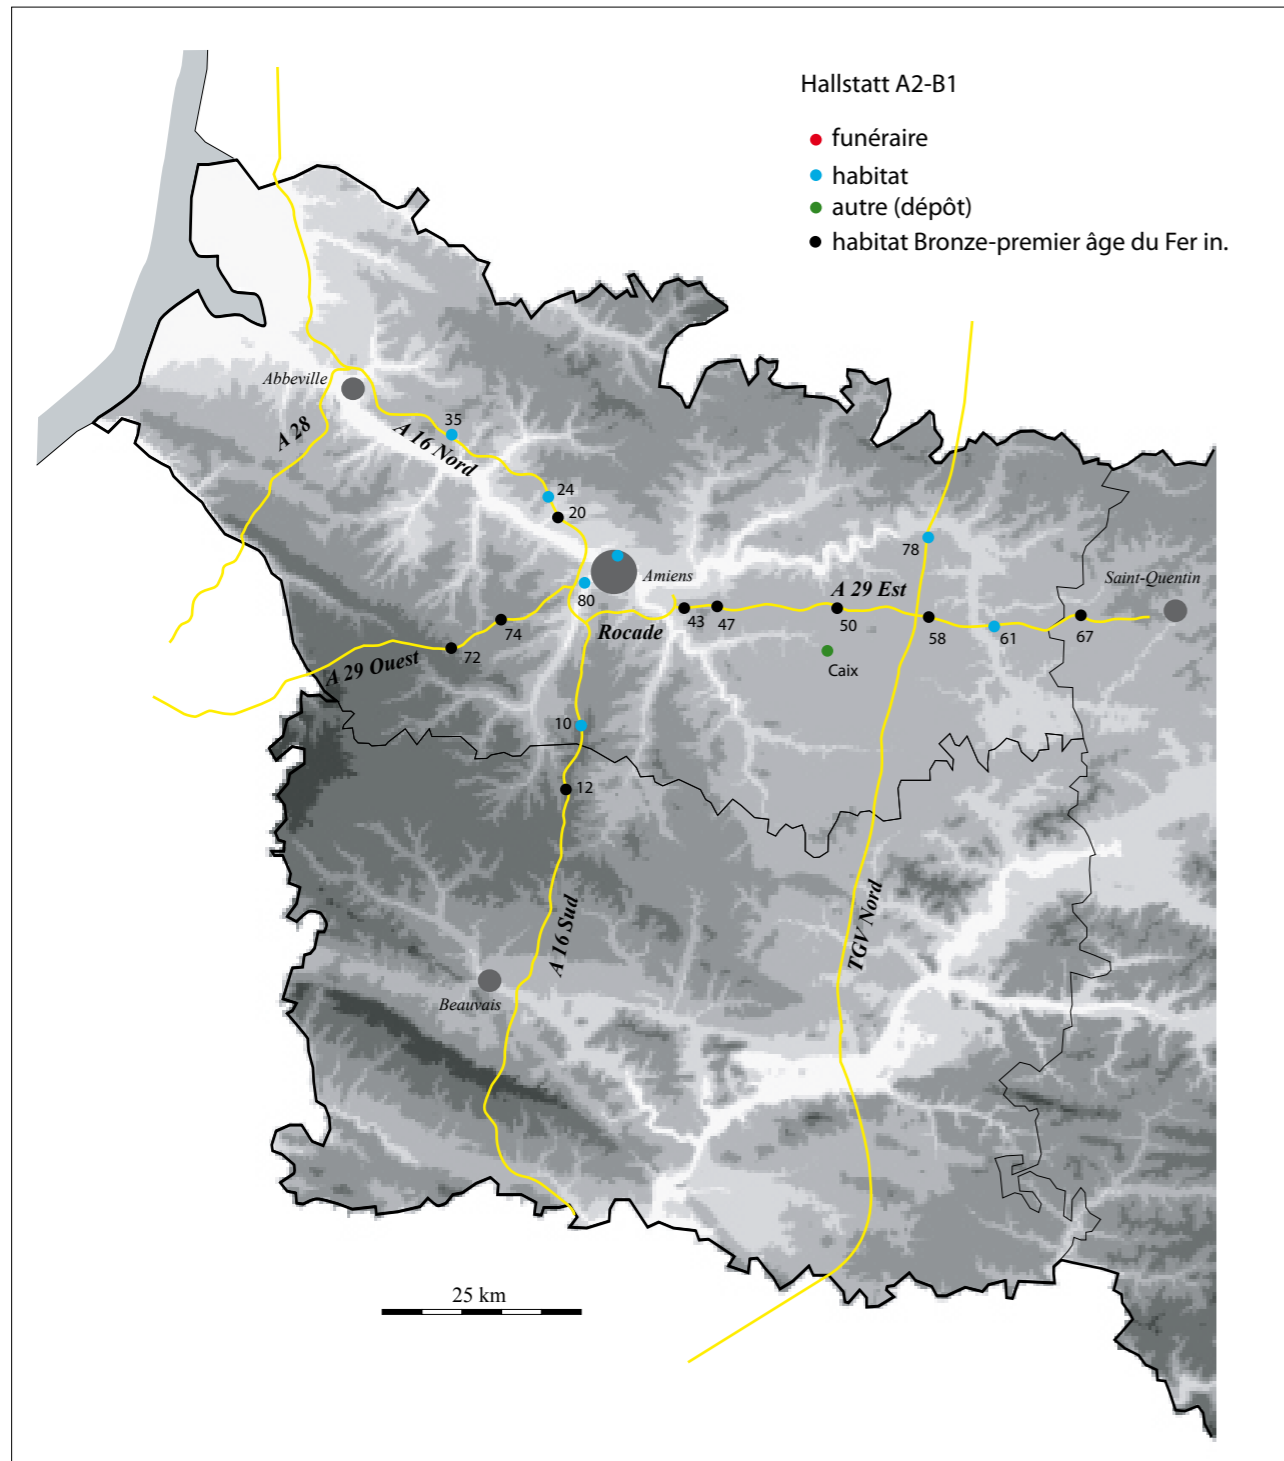 Hallstatt A2-B1
funéraire
habitat
autre (dépôt)
habitat Bronze-premier âge du Fer in.
Abbeville
A 28
35
A 16 Nord
24
20
78
Amiens
Saint-Quentin
80
A 29 Est
43
47
50
58
61
67
Rocade
74
72
A 29 Ouest
Caix
10
12
A 16 Sud
TGV Nord
Beauvais
25 km